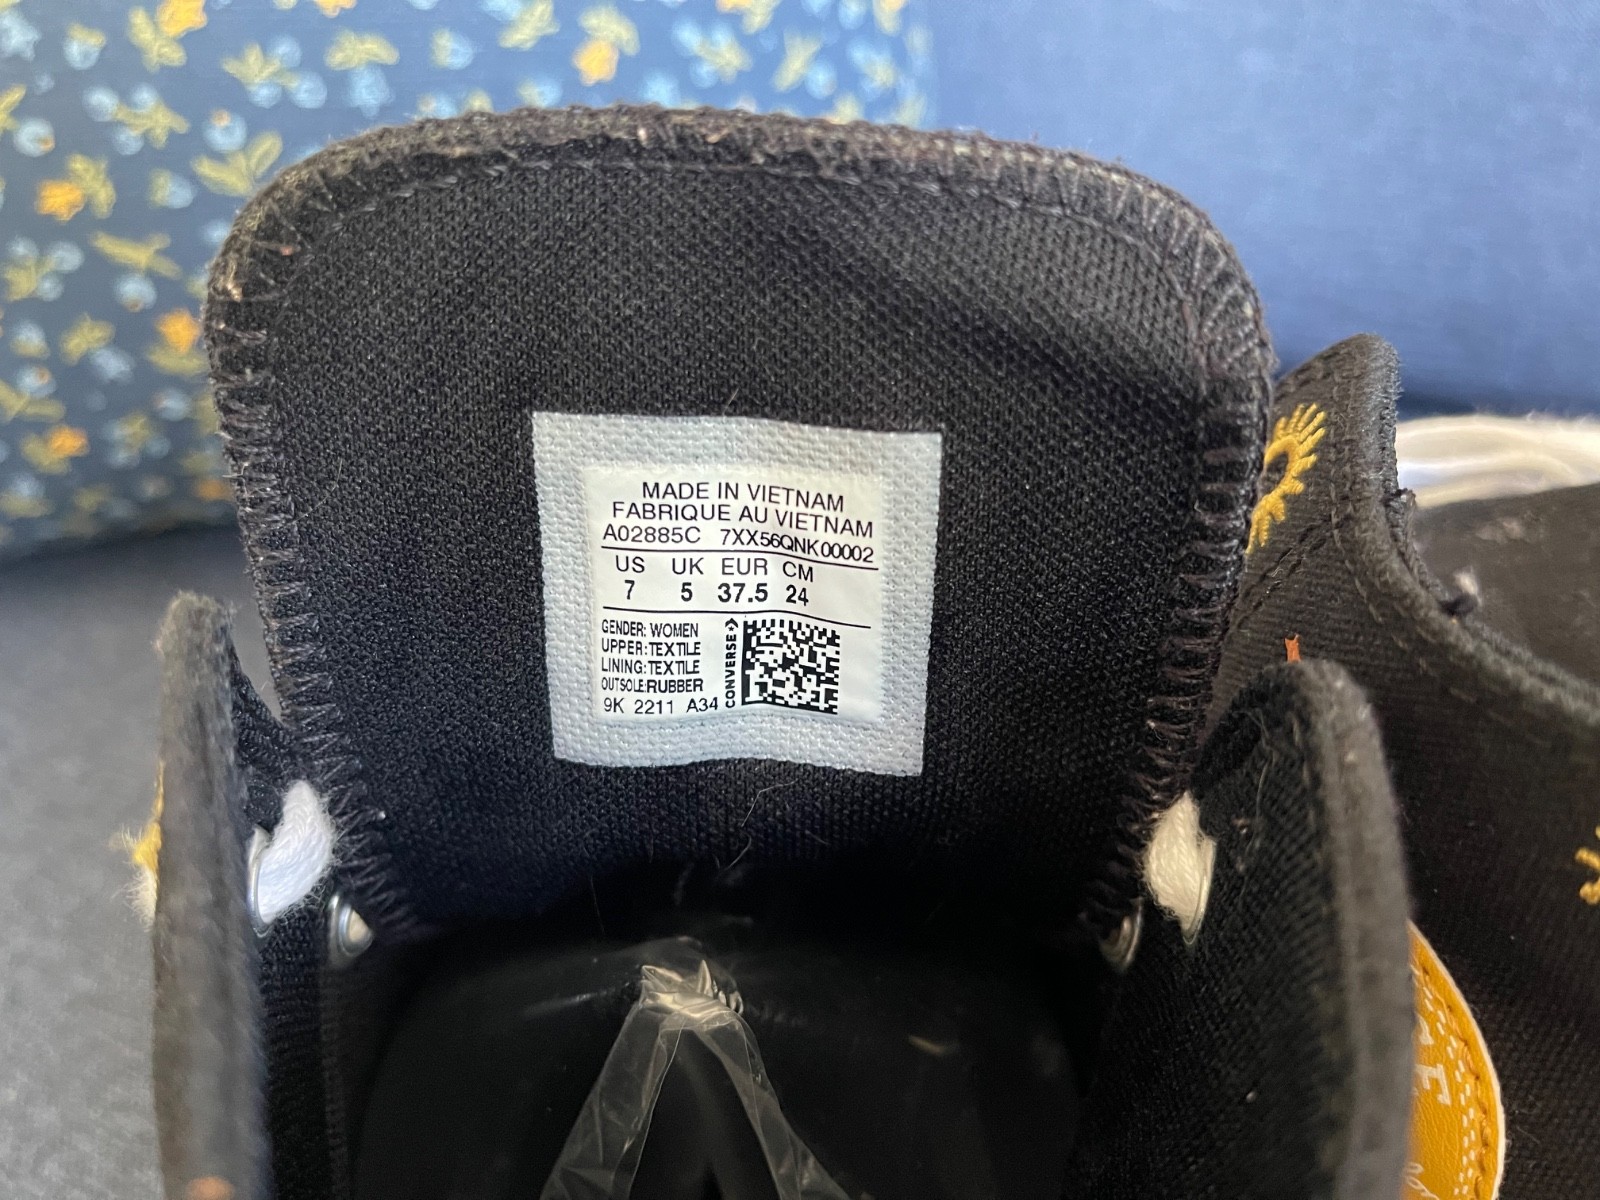 MADE IN VIETNAM
FABRIQUE AU VIETNAM
A02885C 7XX56QNK00002
US UK EUR CM
7 5 37.5 24
GENDER: WOMEN
UPPER: TEXTILE
LINING: TEXTILE
OUTSOLE: RUBBER
9K 2211 A34
CONVERSE